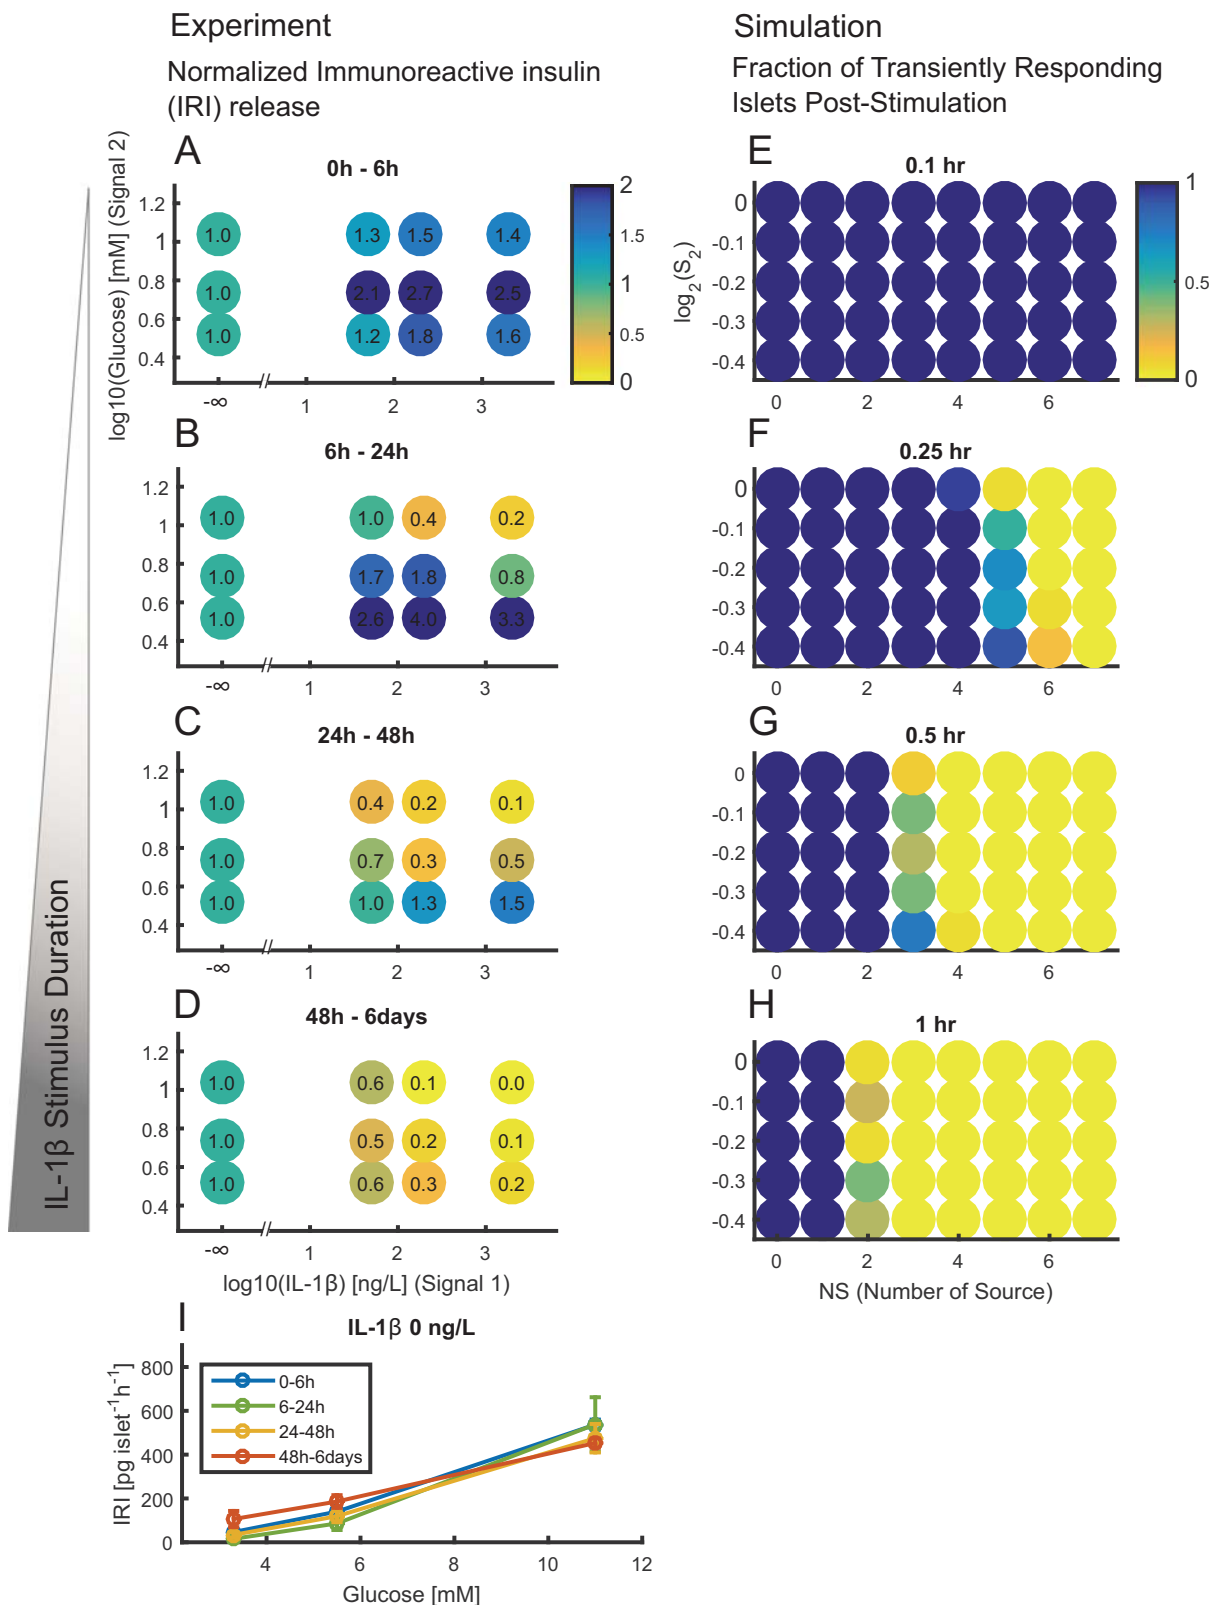 Experiment
Normalized Immunoreactive insulin
(IRI) release
Simulation
Fraction of Transiently Responding
Islets Post-Stimulation
IL-1β Stimulus Duration
log10(Glucose) [mM] (Signal 2)
A
0h - 6h
1.2
1
0.8
0.6
0.4
1.0 1.3 1.5 1.4
1.0 2.1 2.7 2.5
1.0 1.2 1.8 1.6
-∞ 1 2 3
2
1.5
1
0.5
0
E
0.1 hr
log2(S2)
0
-0.1
-0.2
-0.3
-0.4
0 2 4 6
1
0.5
0
B
6h - 24h
1.2
1
0.8
0.6
0.4
1.0 1.0 0.4 0.2
1.0 1.7 1.8 0.8
1.0 2.6 4.0 3.3
-∞ 1 2 3
F
0.25 hr
0
-0.1
-0.2
-0.3
-0.4
0 2 4 6
C
24h - 48h
1.2
1
0.8
0.6
0.4
1.0 0.4 0.2 0.1
1.0 0.7 0.3 0.5
1.0 1.0 1.3 1.5
-∞ 1 2 3
G
0.5 hr
0
-0.1
-0.2
-0.3
-0.4
0 2 4 6
D
48h - 6days
1.2
1
0.8
0.6
0.4
1.0 0.6 0.1 0.0
1.0 0.5 0.2 0.1
1.0 0.6 0.3 0.2
-∞ 1 2 3
log10(IL-1β) [ng/L] (Signal 1)
H
1 hr
0
-0.1
-0.2
-0.3
-0.4
0 2 4 6
NS (Number of Source)
I
IL-1β 0 ng/L
IRI [pg islet-1h-1]
800
600
400
200
0
0-6h
6-24h
24-48h
48h-6days
4 6 8 10 12
Glucose [mM]